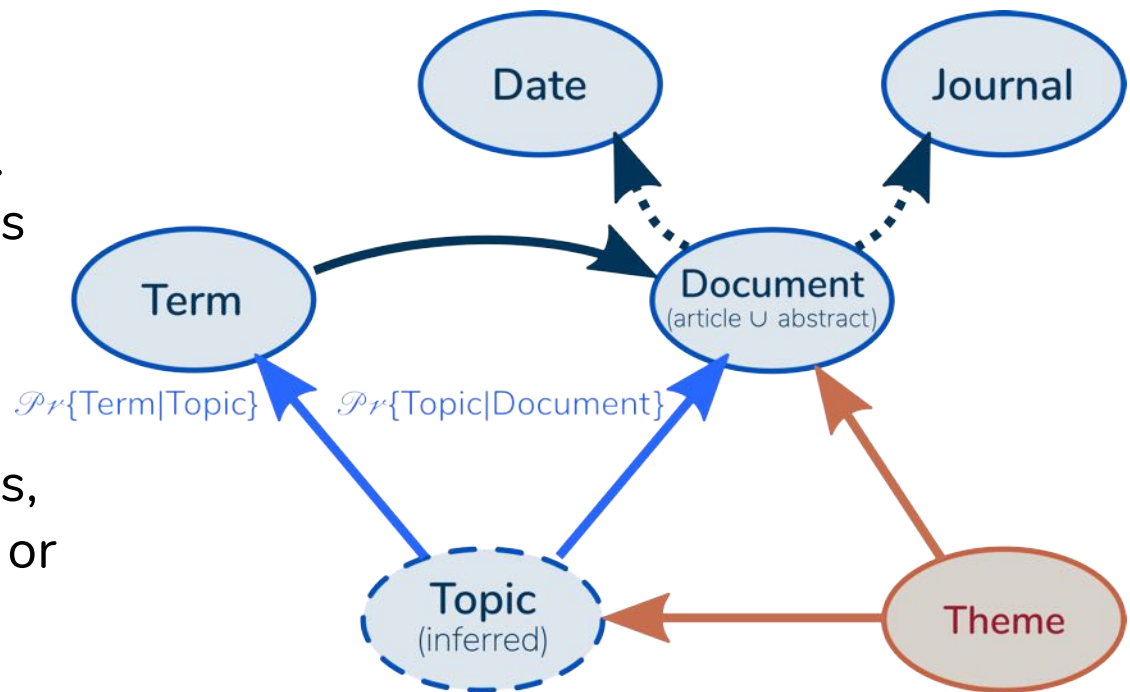 Date
Journal
.
s
Term
Document
(article ∪ abstract)
𝒫𝓇{Term|Topic}
𝒫𝓇{Topic|Document}
s,
or
Topic
(inferred)
Theme